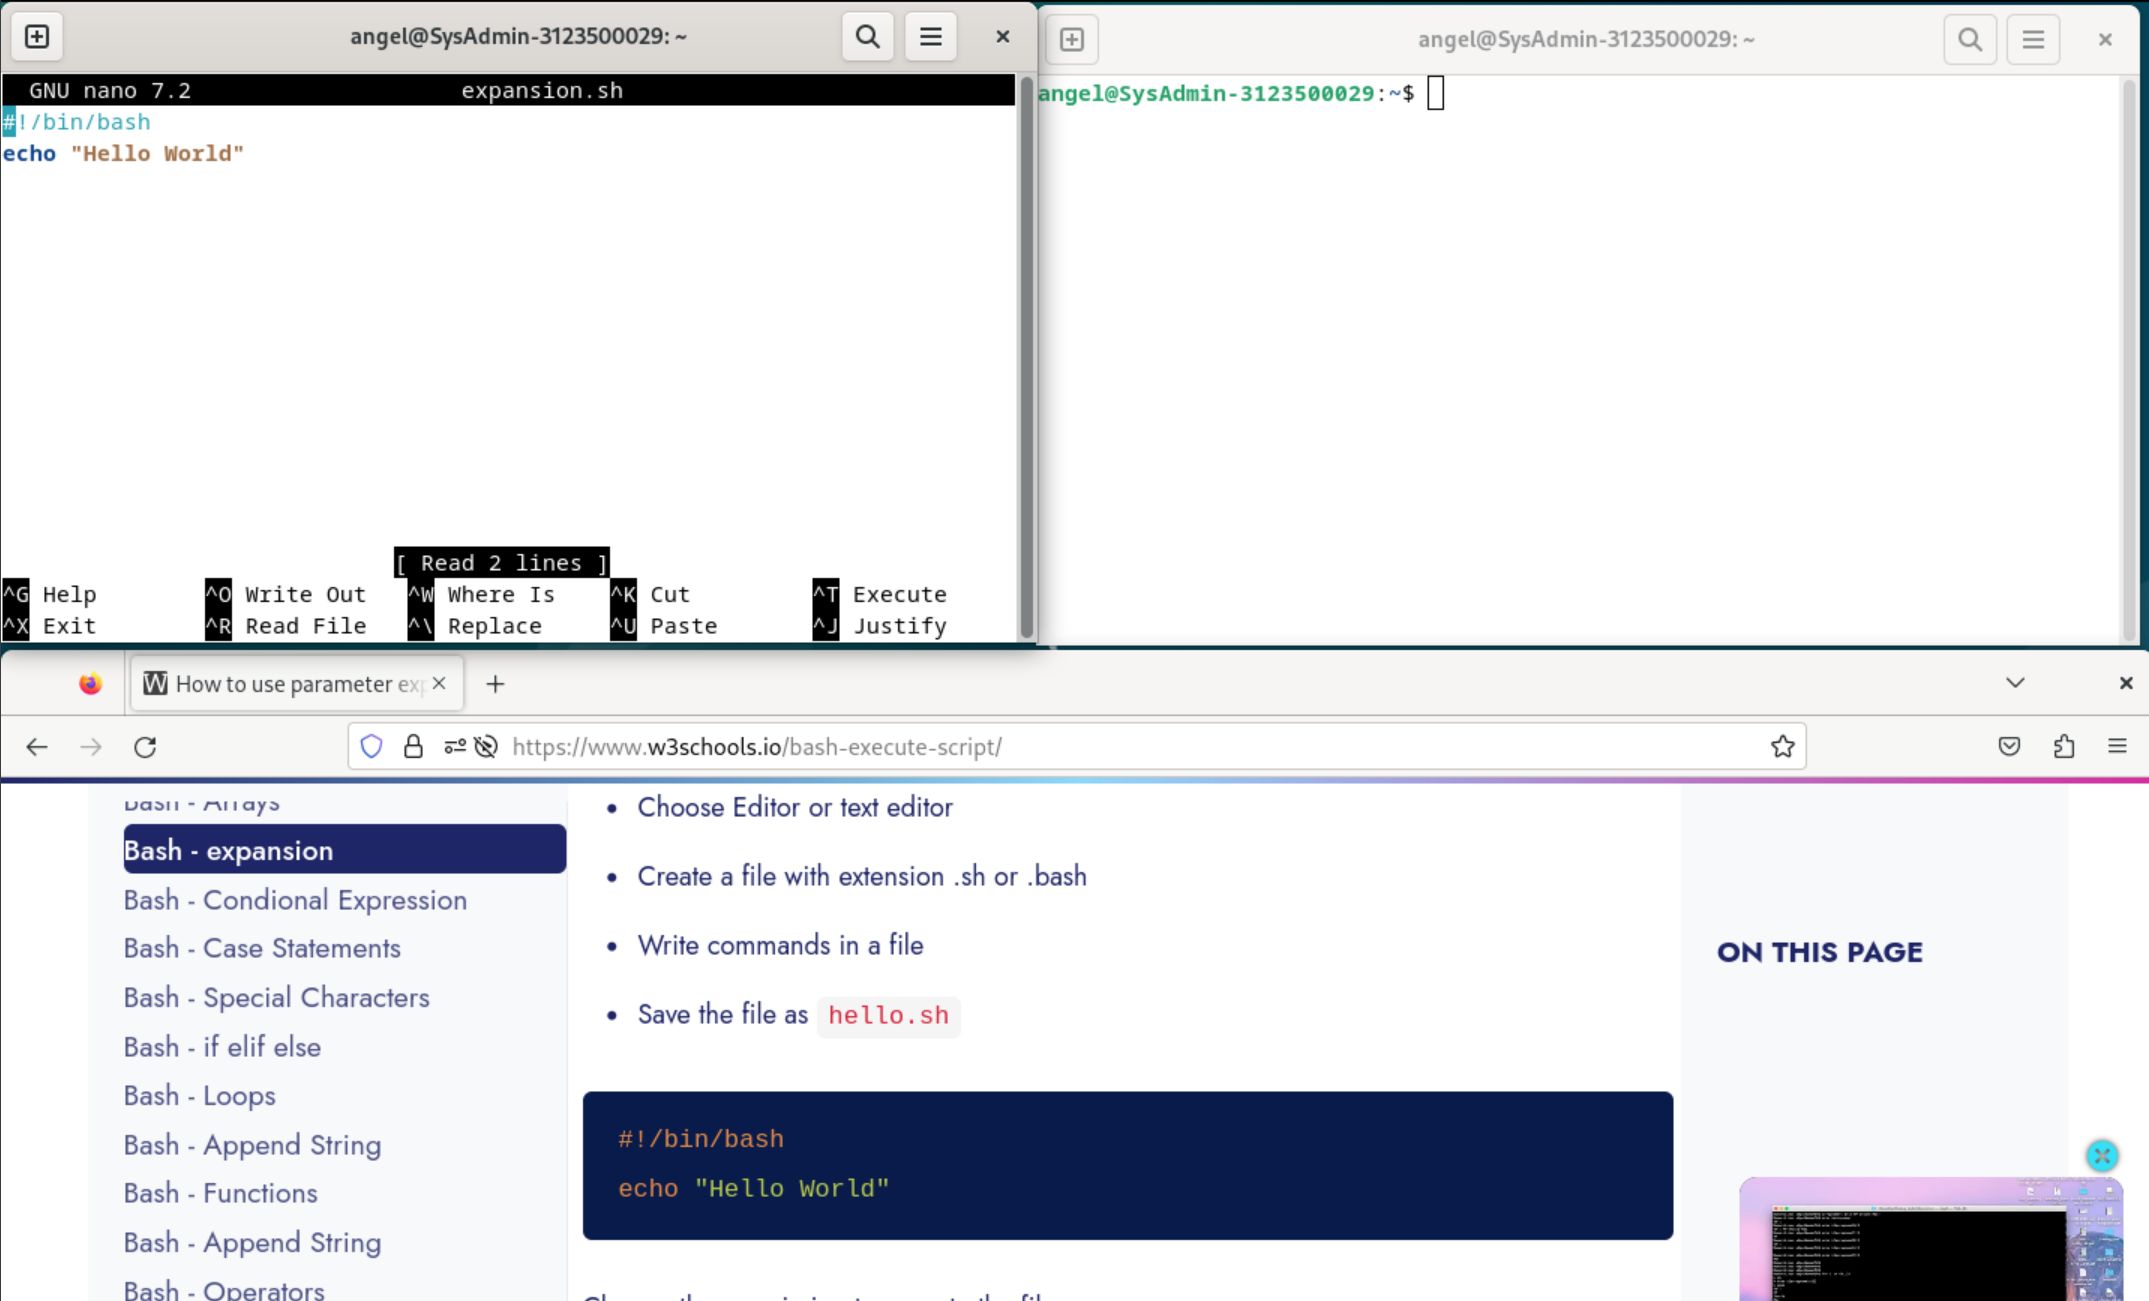 angel@SysAdmin-3123500029: ~
GNU nano 7.2 expansion.sh
#!/bin/bash
echo "Hello World"
[ Read 2 lines ]
^G Help ^O Write Out ^W Where Is ^K Cut ^T Execute
^X Exit ^R Read File ^\ Replace ^U Paste ^J Justify
angel@SysAdmin-3123500029: ~
angel@SysAdmin-3123500029:~$
How to use parameter exp
https://www.w3schools.io/bash-execute-script/
Bash - Arrays
Bash - expansion
Bash - Condional Expression
Bash - Case Statements
Bash - Special Characters
Bash - if elif else
Bash - Loops
Bash - Append String
Bash - Functions
Bash - Append String
Bash - Operators
• Choose Editor or text editor
• Create a file with extension .sh or .bash
• Write commands in a file
• Save the file as hello.sh
#!/bin/bash
echo "Hello World"
ON THIS PAGE